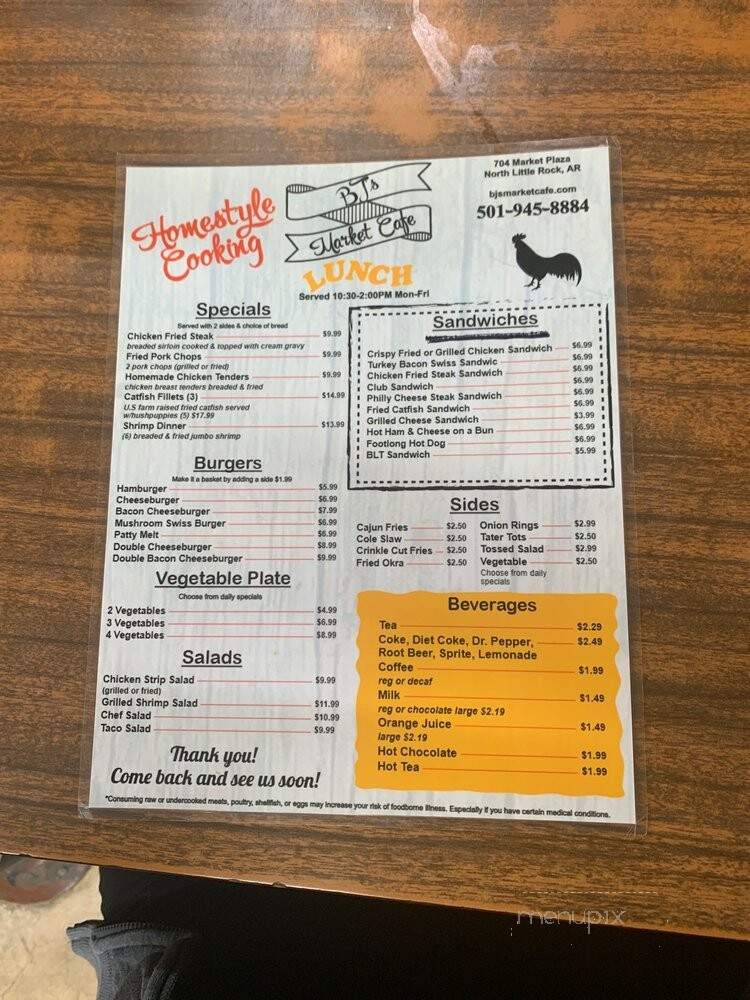 704 Market Plaza
North Little Rock, AR
bjsmarketcafe.com
501-945-8884
Homestyle
Cooking
BJ's
Market Cafe
LUNCH
Served 10:30-2:00PM Mon-Fri
Specials
Served with 2 sides & choice of bread
Chicken Fried Steak $9.99
breaded sirloin cooked & topped with cream gravy
Fried Pork Chops $9.99
2 pork chops (grilled or fried)
Homemade Chicken Tenders $9.99
chicken breast tenders breaded & fried
Catfish Fillets (3) $14.99
U.S farm raised fried catfish served
w/hushpuppies (5) $17.99
Shrimp Dinner $13.99
(6) breaded & fried jumbo shrimp
Burgers
Make it a basket by adding a side $1.99
Hamburger $5.99
Cheeseburger $6.99
Bacon Cheeseburger $7.99
Mushroom Swiss Burger $6.99
Patty Melt $6.99
Double Cheeseburger $8.99
Double Bacon Cheeseburger $9.99
Vegetable Plate
Choose from daily specials
2 Vegetables $4.99
3 Vegetables $6.99
4 Vegetables $8.99
Salads
Chicken Strip Salad $9.99
(grilled or fried)
Grilled Shrimp Salad $11.99
Chef Salad $10.99
Taco Salad $9.99
Thank you!
Come back and see us soon!
Sandwiches
Crispy Fried or Grilled Chicken Sandwich $6.99
Turkey Bacon Swiss Sandwic $6.99
Chicken Fried Steak Sandwich $6.99
Club Sandwich $6.99
Philly Cheese Steak Sandwich $6.99
Fried Catfish Sandwich $6.99
Grilled Cheese Sandwich $3.99
Hot Ham & Cheese on a Bun $6.99
Footlong Hot Dog $6.99
BLT Sandwich $5.99
Sides
Cajun Fries $2.50
Cole Slaw $2.50
Crinkle Cut Fries $2.50
Fried Okra $2.50
Onion Rings $2.99
Tater Tots $2.50
Tossed Salad $2.99
Vegetable $2.50
Choose from daily
specials
Beverages
Tea $2.29
Coke, Diet Coke, Dr. Pepper, $2.49
Root Beer, Sprite, Lemonade
Coffee $1.99
reg or decaf
Milk $1.49
reg or chocolate large $2.19
Orange Juice $1.49
large $2.19
Hot Chocolate $1.99
Hot Tea $1.99
*Consuming raw or undercooked meats, poultry, shellfish, or eggs may increase your risk of foodborne illness. Especially if you have certain medical conditions.
menupix